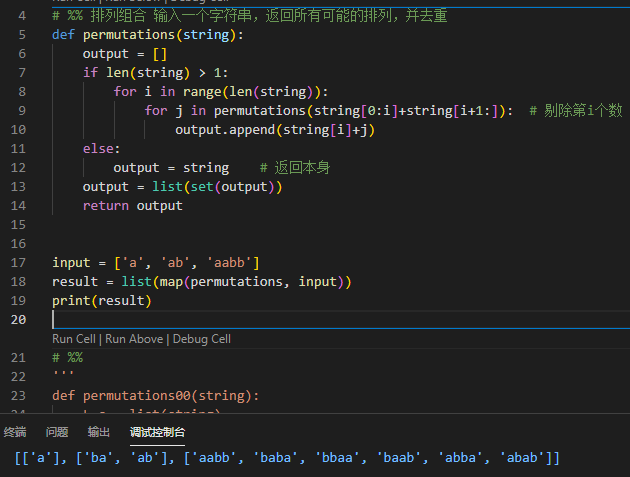 4 # %% 排列组合 输入一个字符串，返回所有可能的排列，并去重
5 def permutations(string):
6     output = []
7     if len(string) > 1:
8         for i in range(len(string)):
9             for j in permutations(string[0:i]+string[i+1:]):  # 剔除第i个数
10                 output.append(string[i]+j)
11     else:
12         output = string    # 返回本身
13     output = list(set(output))
14     return output
15
16
17 input = ['a', 'ab', 'aabb']
18 result = list(map(permutations, input))
19 print(result)
20
Run Cell | Run Above | Debug Cell
21 # %%
22 '''
23 def permutations00(string):
终端 问题 输出 调试控制台
[['a'], ['ba', 'ab'], ['aabb', 'baba', 'bbaa', 'baab', 'abba', 'abab']]